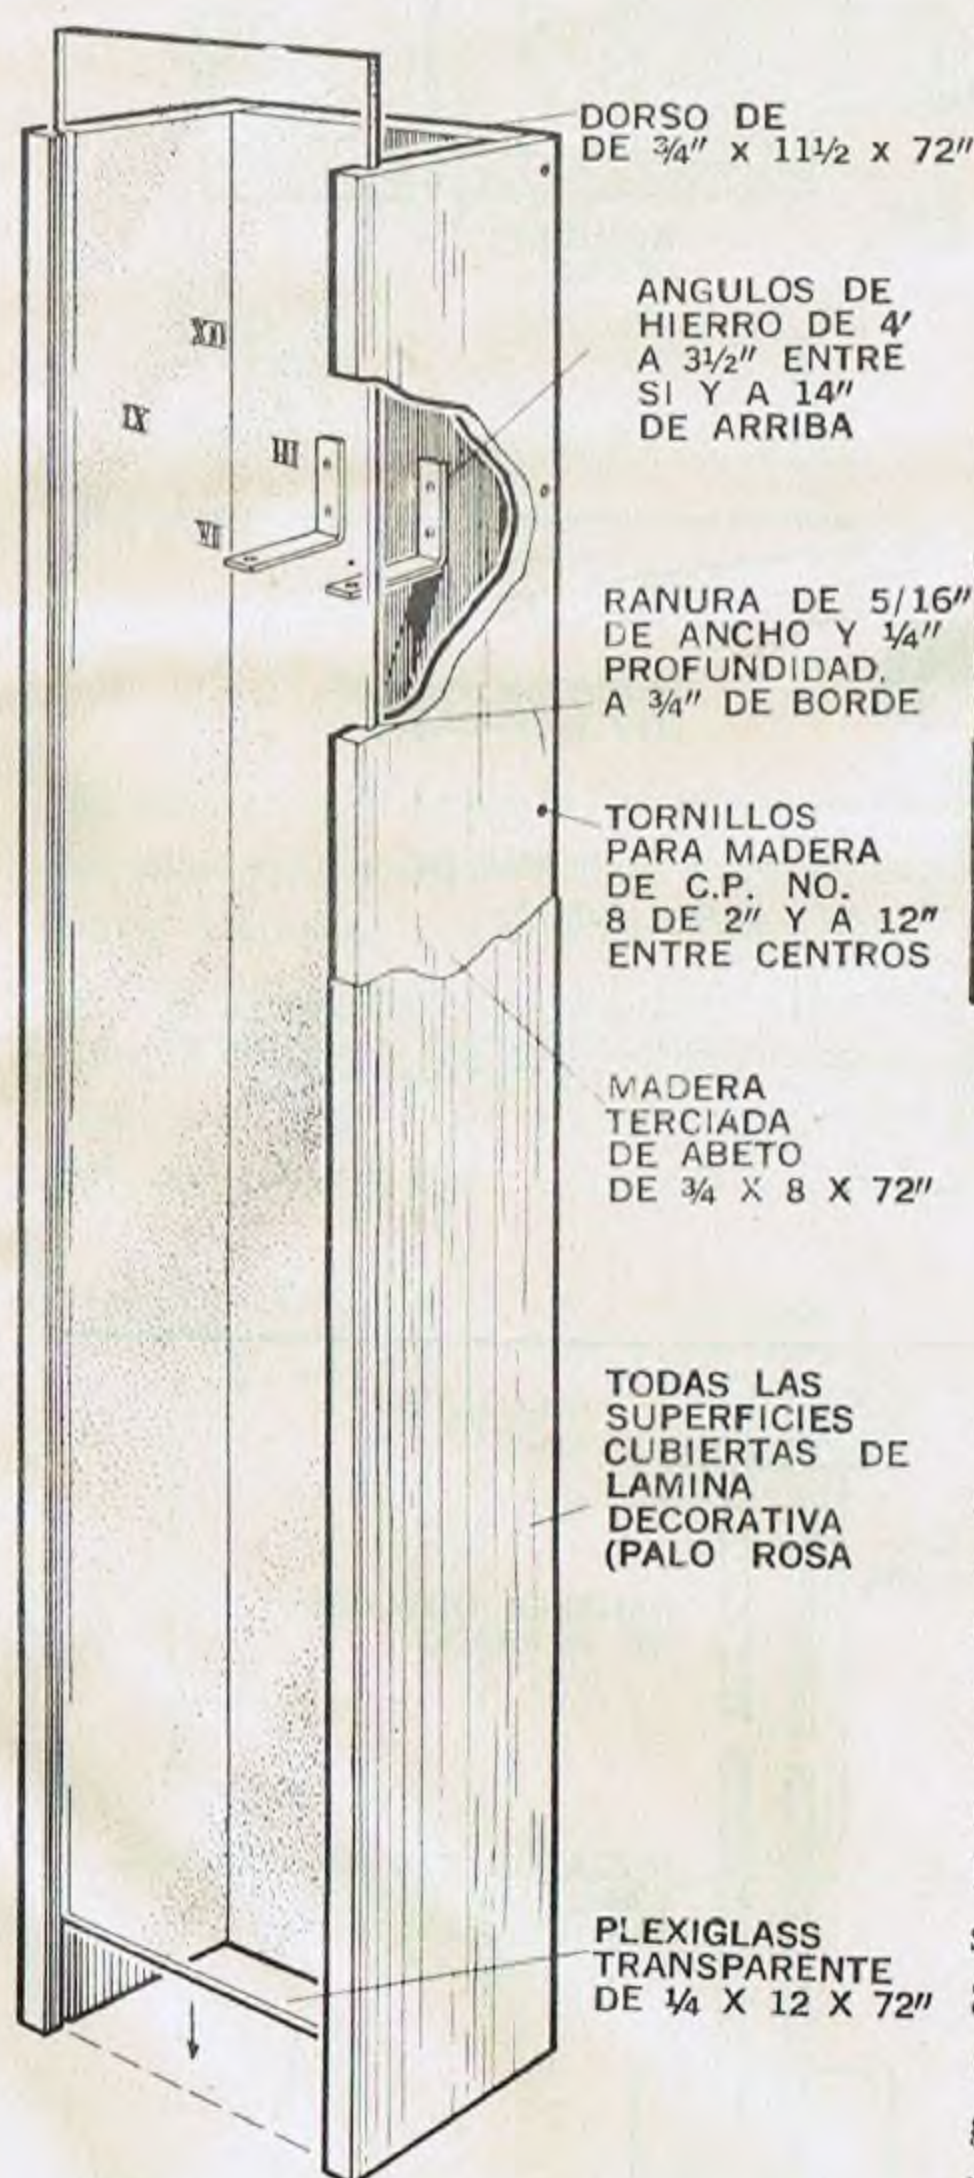 DORSO DE
DE ¾" x 11½ x 72"
ANGULOS DE
HIERRO DE 4'
A 3½" ENTRE
SI Y A 14"
DE ARRIBA
XII
IX
III
VI
RANURA DE 5/16"
DE ANCHO Y ¼"
PROFUNDIDAD.
A ¾" DE BORDE
TORNILLOS
PARA MADERA
DE C.P. NO.
8 DE 2" Y A 12"
ENTRE CENTROS
MADERA
TERCIADA
DE ABETO
DE ¾ X 8 X 72"
TODAS LAS
SUPERFICIES
CUBIERTAS DE
LAMINA
DECORATIVA
(PALO ROSA
PLEXIGLASS
TRANSPARENTE
DE ¼ X 12 X 72"